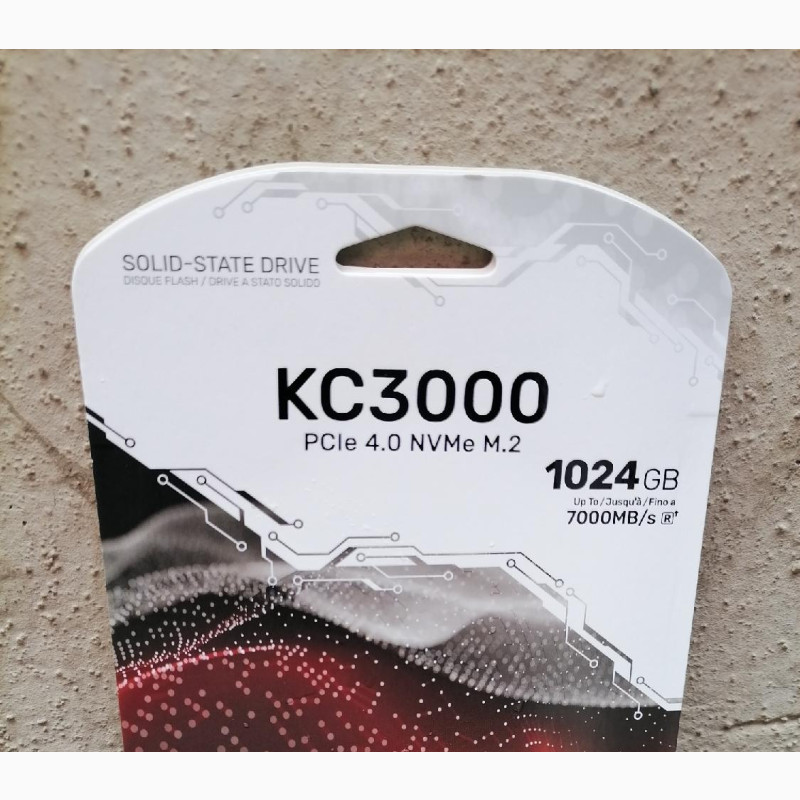 SOLID-STATE DRIVE
DISQUE FLASH / DRIVE A STATO SOLIDO
KC3000
PCIe 4.0 NVMe M.2
1024GB
Up To/Jusqu'à/Fino a
7000MB/s R†